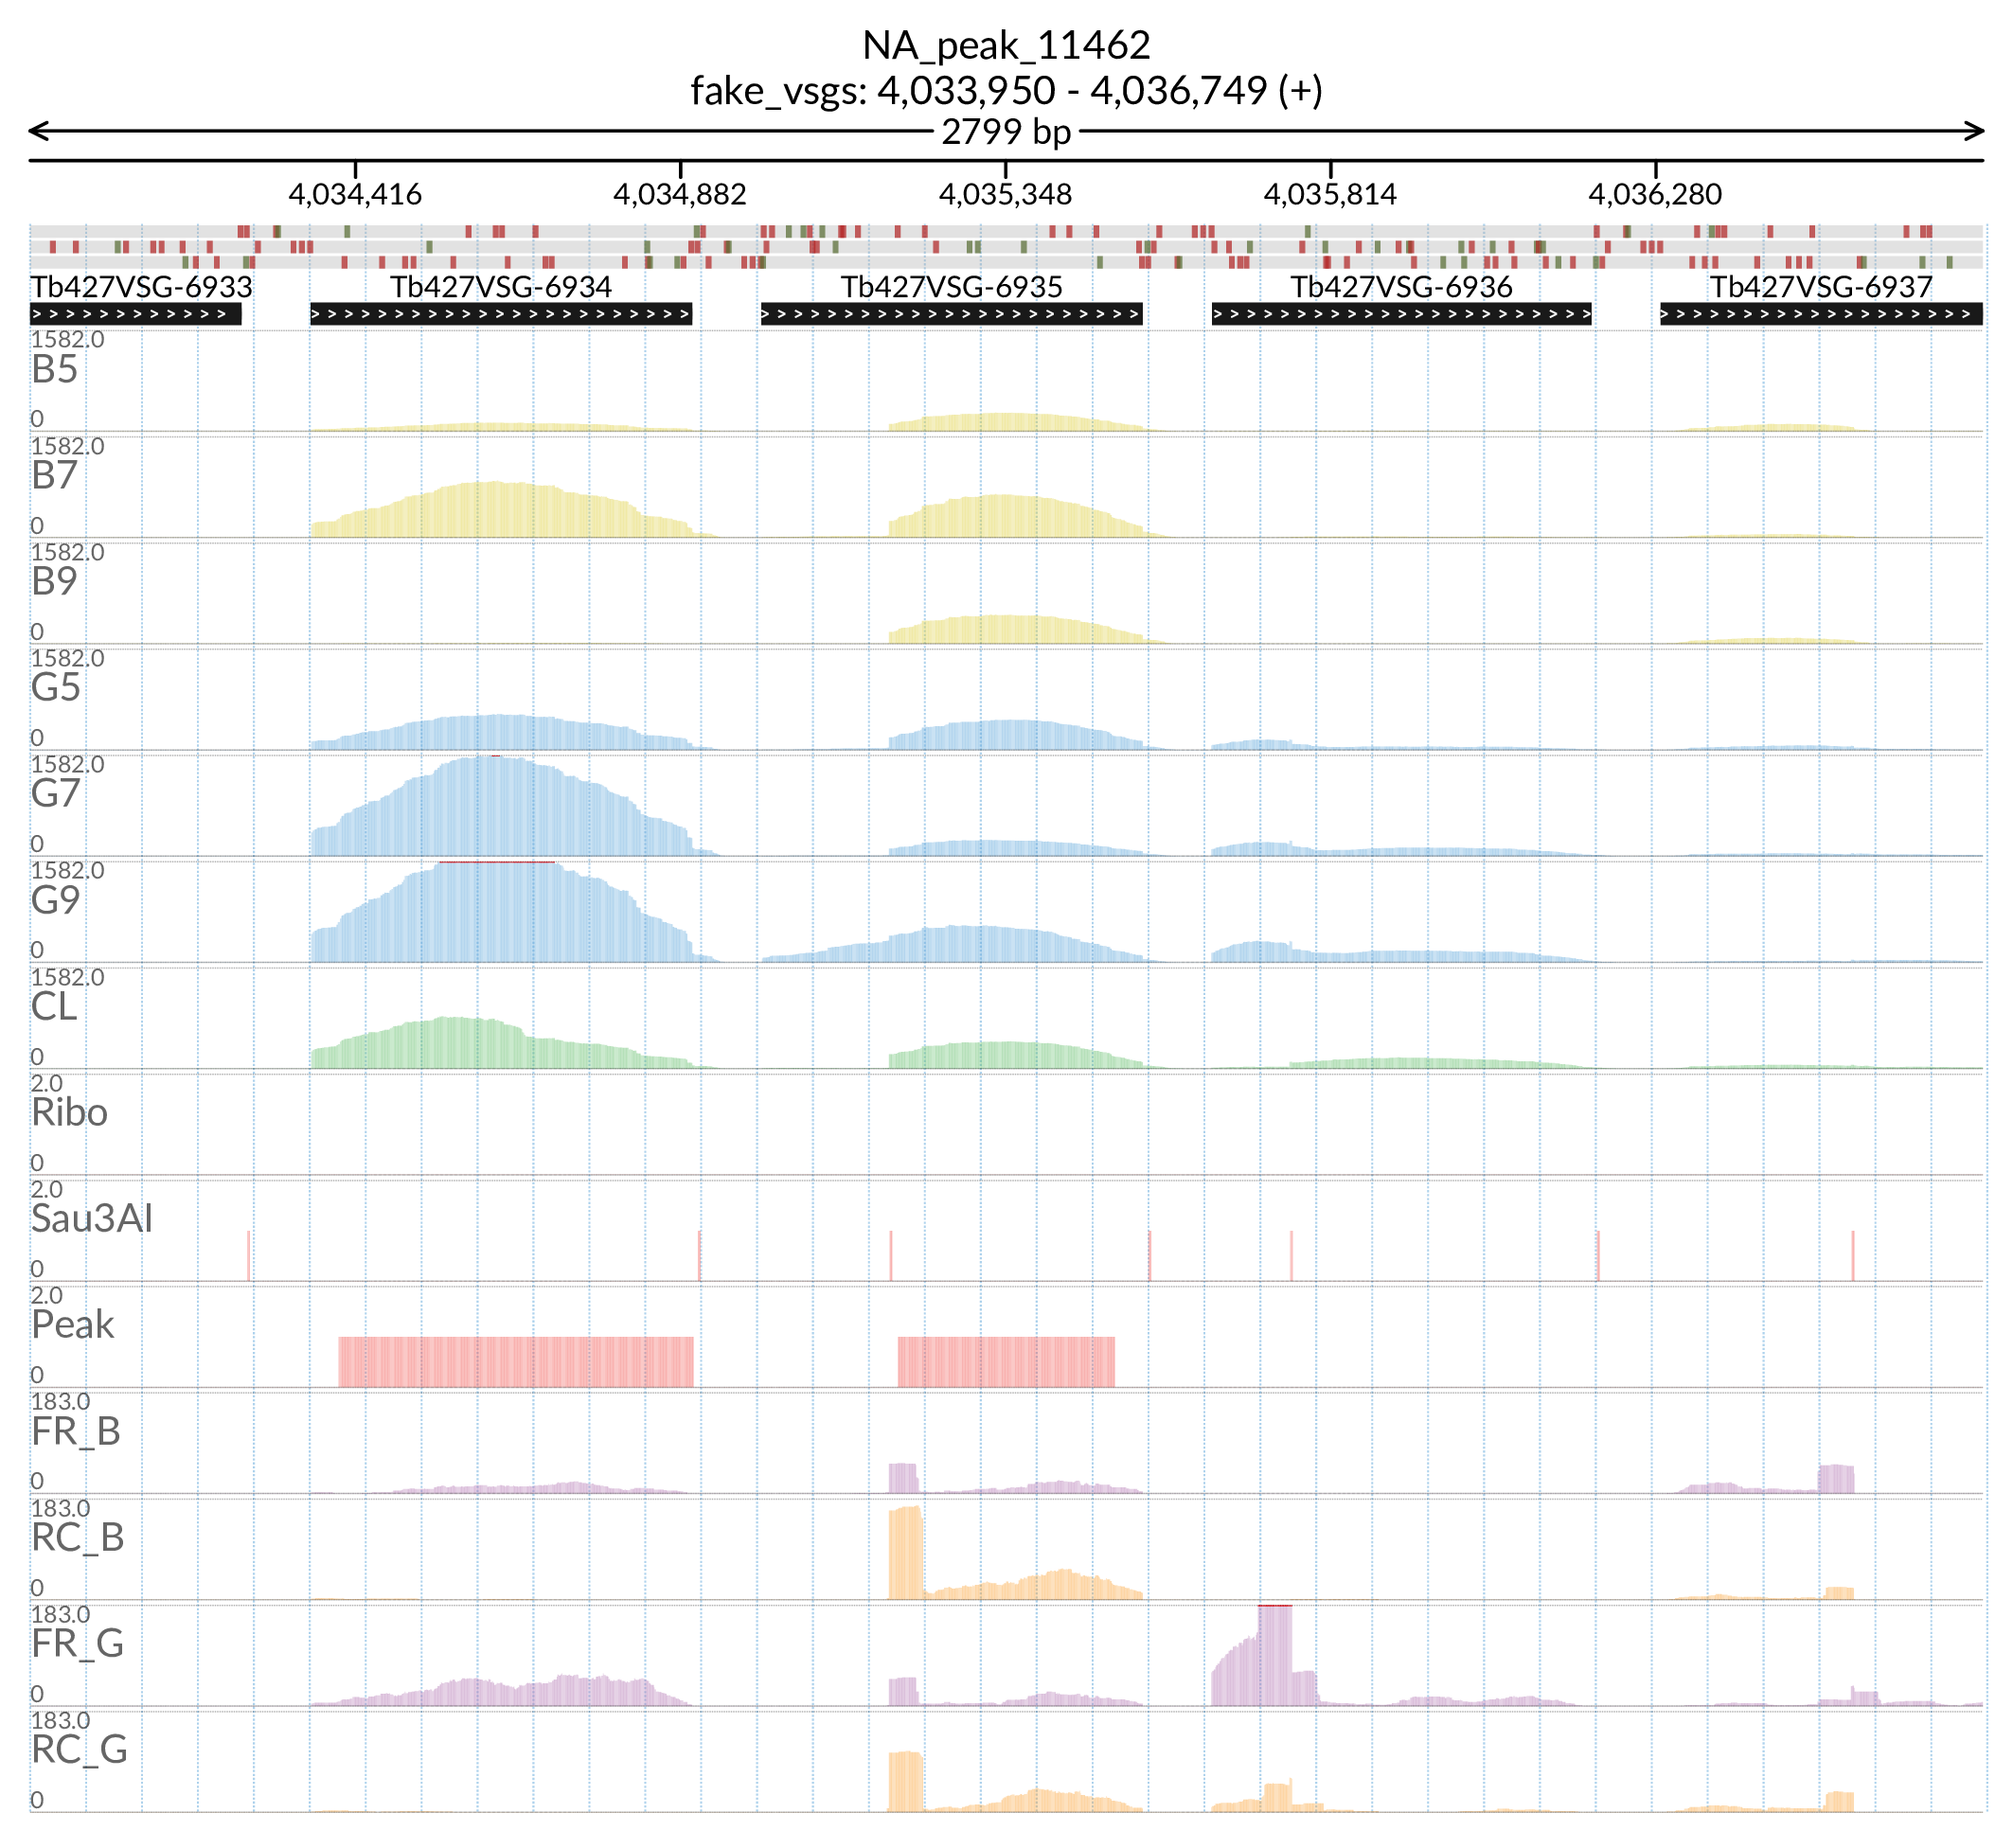 NA_peak_11462
fake_vsgs: 4,033,950 - 4,036,749 (+)
2799 bp
4,034,416 4,034,882 4,035,348 4,035,814 4,036,280
Tb427VSG-6933 Tb427VSG-6934 Tb427VSG-6935 Tb427VSG-6936 Tb427VSG-6937
1582.0
B5
0
1582.0
B7
0
1582.0
B9
0
1582.0
G5
0
1582.0
G7
0
1582.0
G9
0
1582.0
CL
0
2.0
Ribo
0
2.0
Sau3AI
0
2.0
Peak
0
183.0
FR_B
0
183.0
RC_B
0
183.0
FR_G
0
183.0
RC_G
0